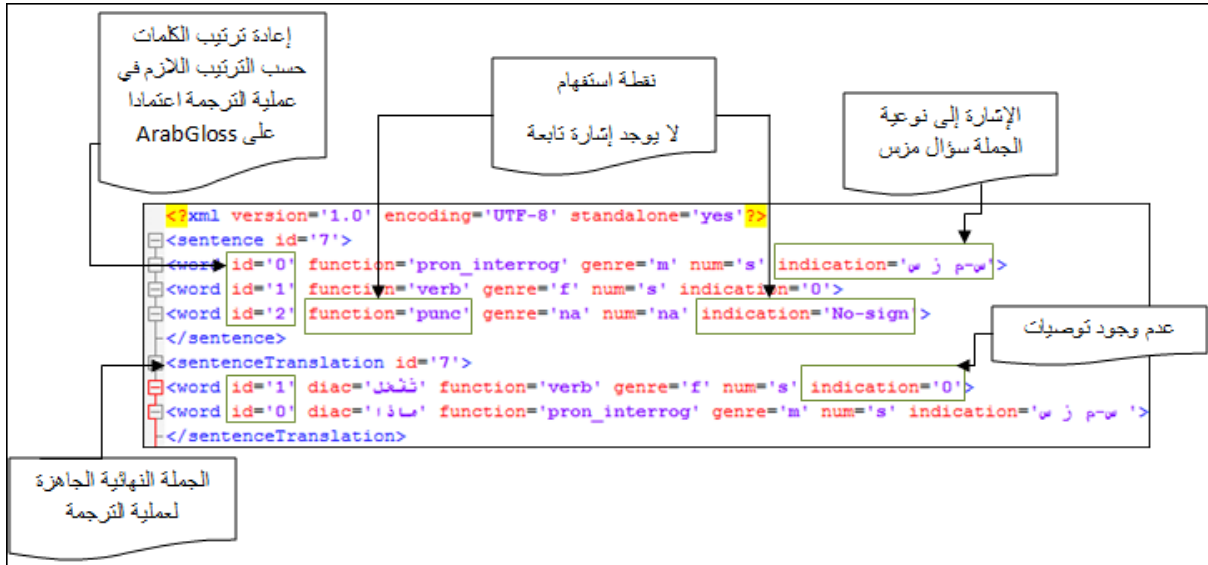 إعادة ترتيب الكلمات
حسب الترتيب اللازم في
عملية الترجمة اعتمادا
على ArabGloss
نقطة استفهام
لا يوجد إشارة تابعة
الإشارة إلى نوعية
الجملة سؤال مزس
<?xml version='1.0' encoding='UTF-8' standalone='yes'?>
<sentence id='7'>
<word id='0' function='pron_interrog' genre='m' num='s' indication='س-م ز س'>
<word id='1' function='verb' genre='f' num='s' indication='0'>
<word id='2' function='punc' genre='na' num='na' indication='No-sign'>
</sentence>
<sentenceTranslation id='7'>
<word id='1' diac='تفعل' function='verb' genre='f' num='s' indication='0'>
<word id='0' diac='ماذا' function='pron_interrog' genre='m' num='s' indication='س-م ز س '>
</sentenceTranslation>
عدم وجود توصيات
الجملة النهائية الجاهزة
لعملية الترجمة